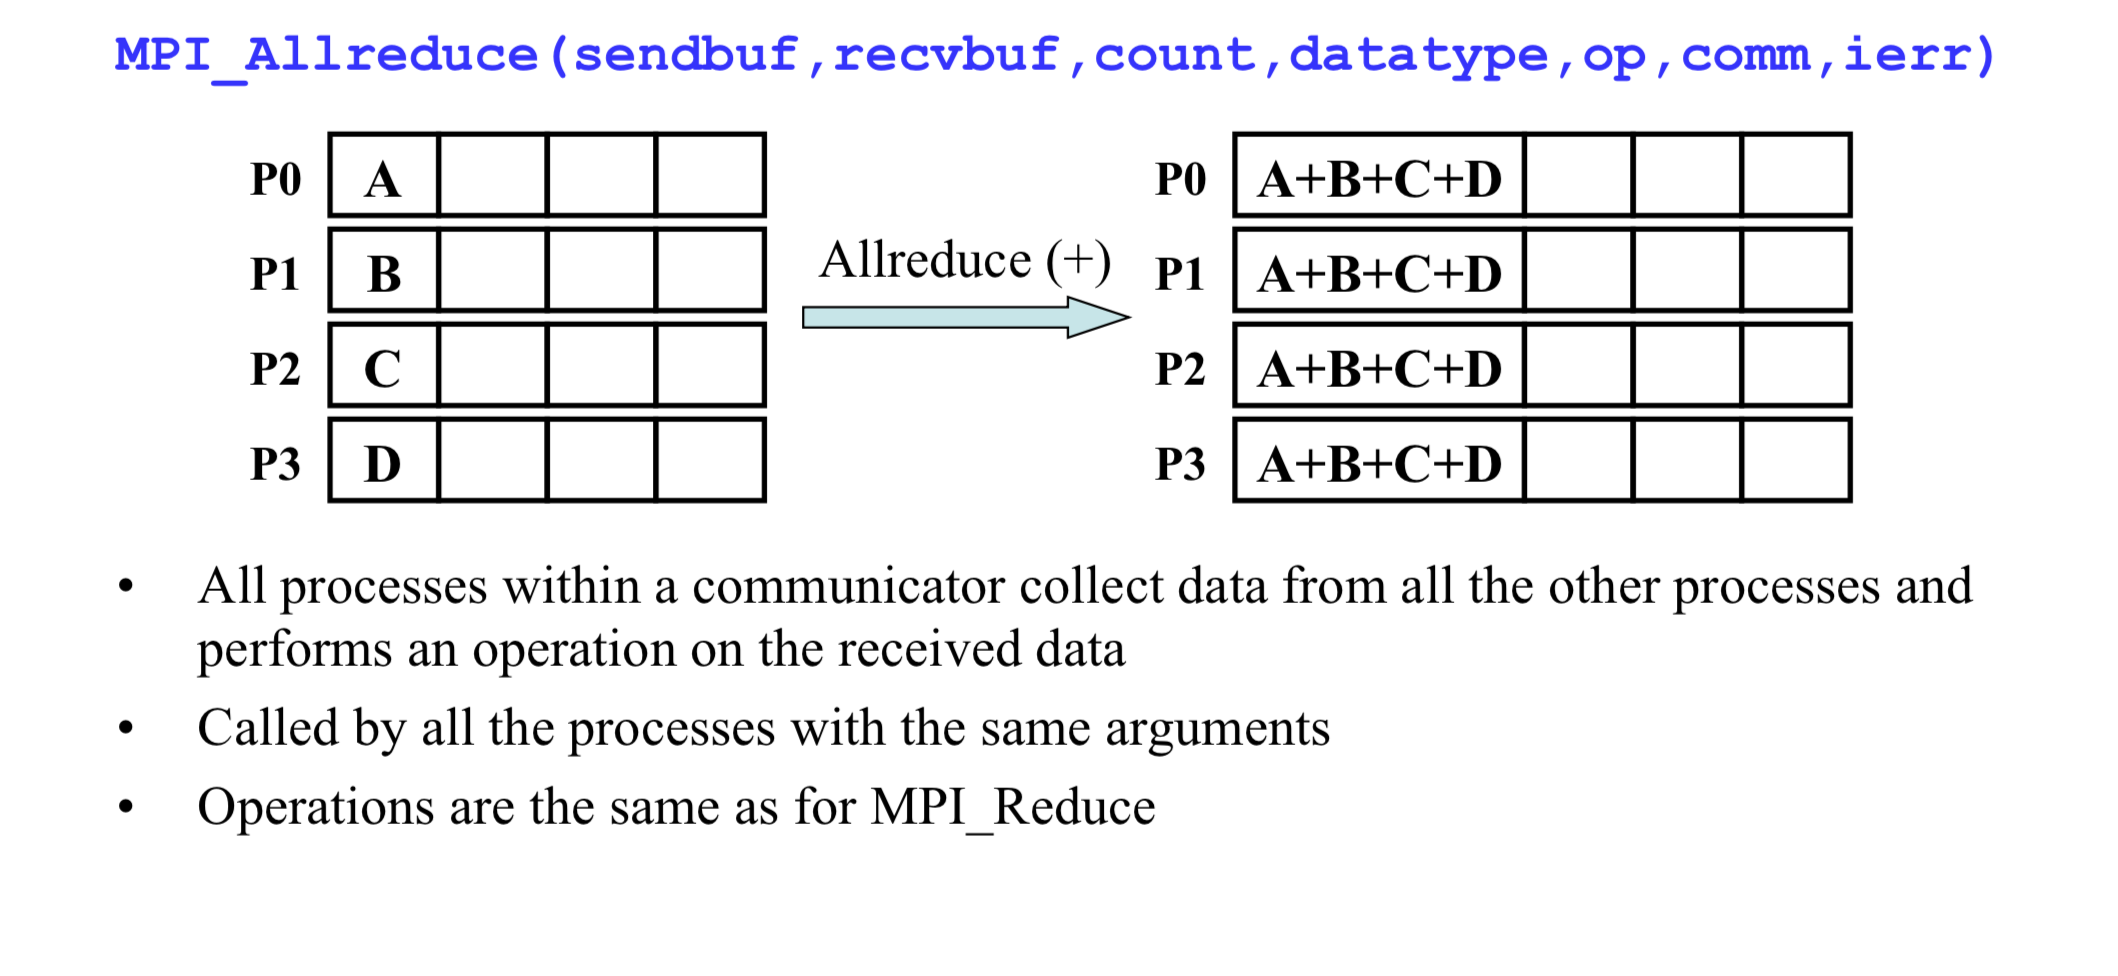 MPI_Allreduce(sendbuf,recvbuf,count,datatype,op,comm,ierr)
P0 A
P1 B
P2 C
P3 D
Allreduce (+)
P0 A+B+C+D
P1 A+B+C+D
P2 A+B+C+D
P3 A+B+C+D
• All processes within a communicator collect data from all the other processes and
performs an operation on the received data
• Called by all the processes with the same arguments
• Operations are the same as for MPI_Reduce